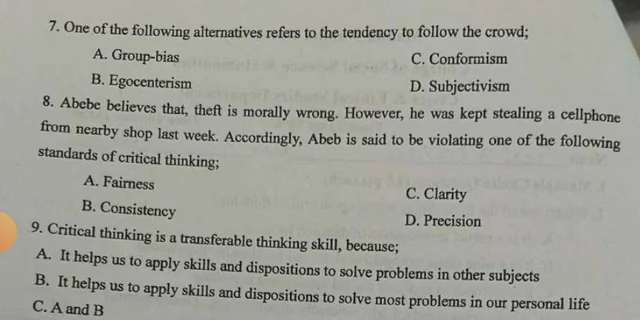 7. One of the following alternatives refers to the tendency to follow the crowd;
A. Group-bias C. Conformism
B. Egocenterism D. Subjectivism
8. Abebe believes that, theft is morally wrong. However, he was kept stealing a cellphone
from nearby shop last week. Accordingly, Abeb is said to be violating one of the following
standards of critical thinking;
A. Fairness C. Clarity
B. Consistency D. Precision
9. Critical thinking is a transferable thinking skill, because;
A. It helps us to apply skills and dispositions to solve problems in other subjects
B. It helps us to apply skills and dispositions to solve most problems in our personal life
C. A and B